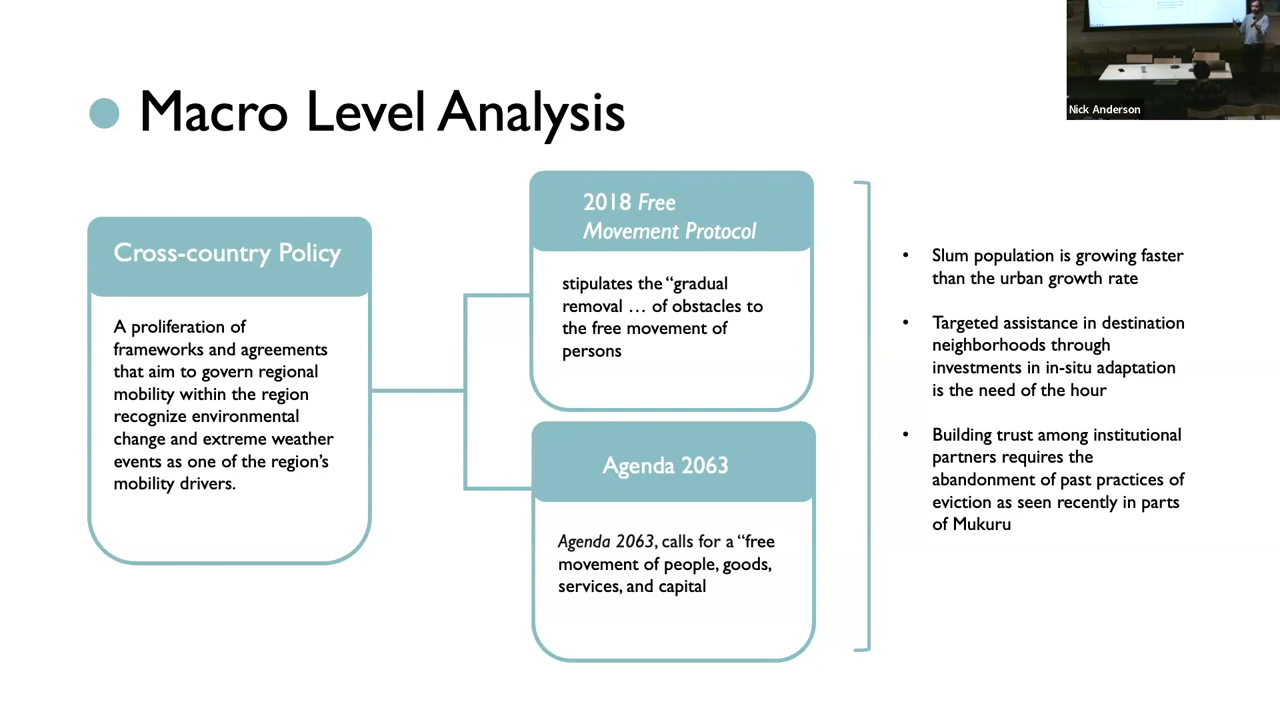 Nick Anderson
Macro Level Analysis
Cross-country Policy
A proliferation of
frameworks and agreements
that aim to govern regional
mobility within the region
recognize environmental
change and extreme weather
events as one of the region's
mobility drivers.
2018 Free
Movement Protocol
stipulates the “gradual
removal … of obstacles to
the free movement of
persons
Agenda 2063
Agenda 2063, calls for a “free
movement of people, goods,
services, and capital
• Slum population is growing faster
than the urban growth rate
• Targeted assistance in destination
neighborhoods through
investments in in-situ adaptation
is the need of the hour
• Building trust among institutional
partners requires the
abandonment of past practices of
eviction as seen recently in parts
of Mukuru